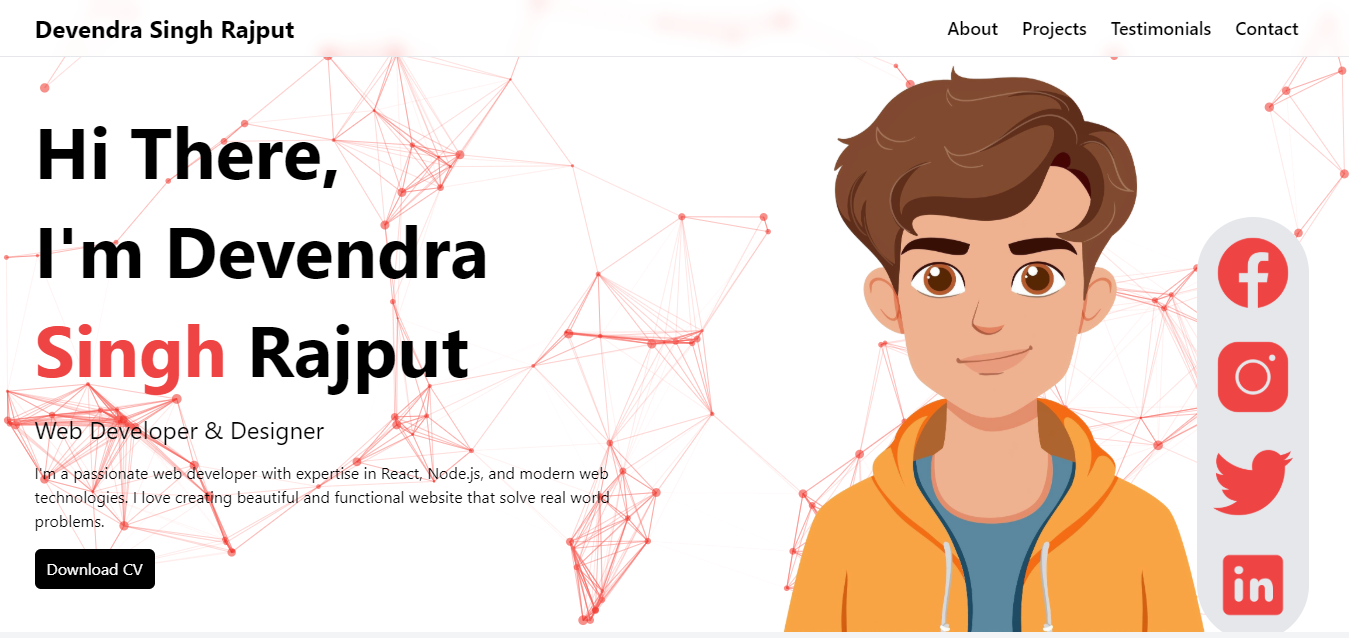 Devendra Singh Rajput
About
Projects
Testimonials
Contact
Hi There,
I'm Devendra
Singh Rajput
Web Developer & Designer
I'm a passionate web developer with expertise in React, Node.js, and modern web
technologies. I love creating beautiful and functional website that solve real world
problems.
Download CV
in